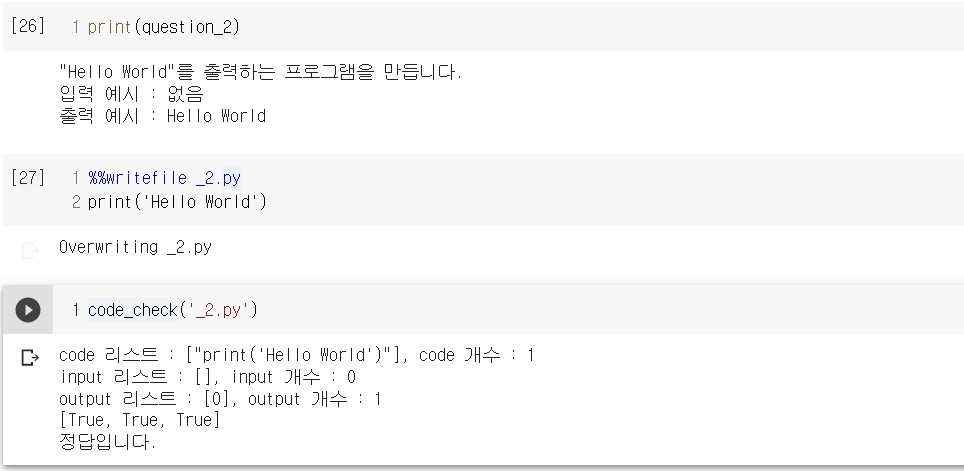 [26] 1 print(question_2)
"Hello World"를 출력하는 프로그램을 만듭니다.
입력 예시 : 없음
출력 예시 : Hello World
[27] 1 %%writefile _2.py
2 print('Hello World')
Overwriting _2.py
1 code_check('_2.py')
code 리스트 : ["print('Hello World')"], code 개수 : 1
input 리스트 : [], input 개수 : 0
output 리스트 : [0], output 개수 : 1
[True, True, True]
정답입니다.